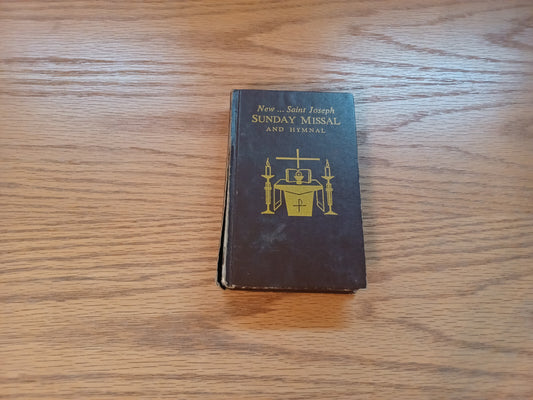 New ... Saint Joseph
SUNDAY MISSAL
AND HYMNAL